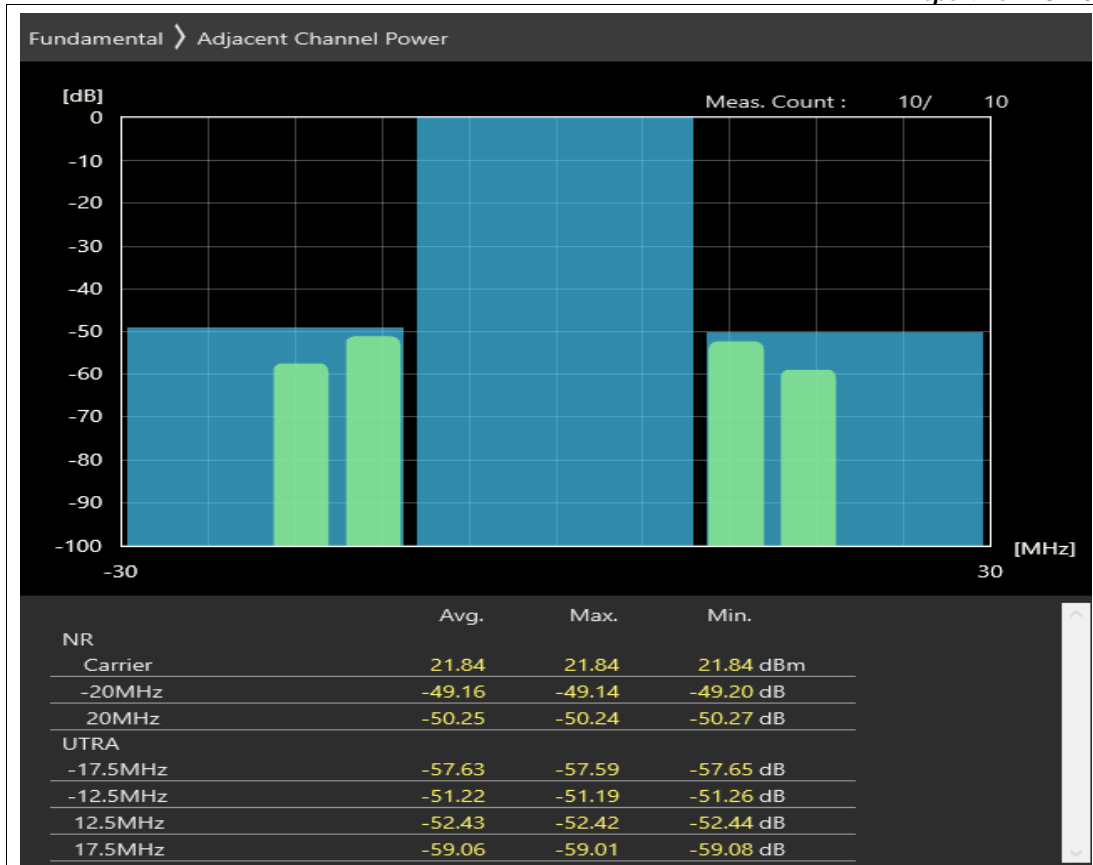 Fundamental ❯ Adjacent Channel Power
[dB]
Meas. Count : 10/ 10
0
-10
-20
-30
-40
-50
-60
-70
-80
-90
-100
[MHz]
-30 30
Avg. Max. Min.
NR
Carrier 21.84 21.84 21.84 dBm
-20MHz -49.16 -49.14 -49.20 dB
20MHz -50.25 -50.24 -50.27 dB
UTRA
-17.5MHz -57.63 -57.59 -57.65 dB
-12.5MHz -51.22 -51.19 -51.26 dB
12.5MHz -52.43 -52.42 -52.44 dB
17.5MHz -59.06 -59.01 -59.08 dB